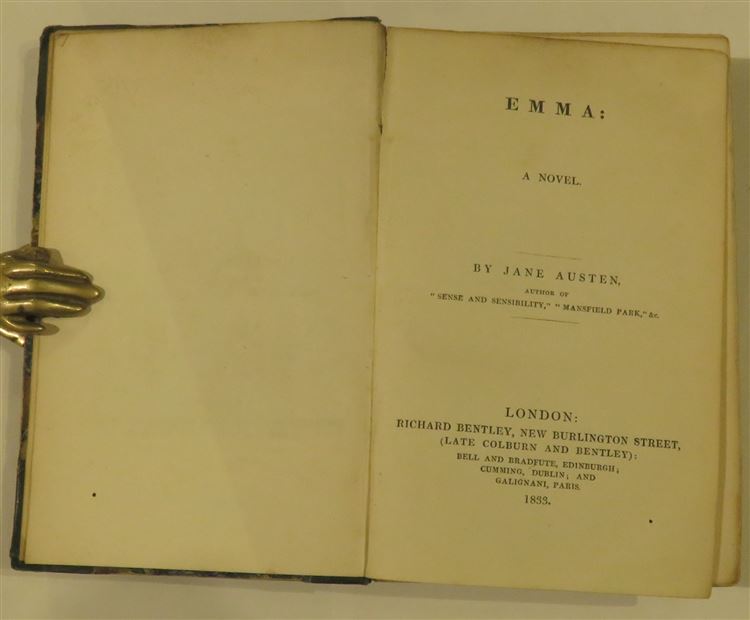 EMMA:
A NOVEL.
BY JANE AUSTEN,
AUTHOR OF
"SENSE AND SENSIBILITY," "MANSFIELD PARK," &c.
LONDON:
RICHARD BENTLEY, NEW BURLINGTON STREET,
(LATE COLBURN AND BENTLEY):
BELL AND BRADFUTE, EDINBURGH;
CUMMING, DUBLIN; AND
GALIGNANI, PARIS.
1833.